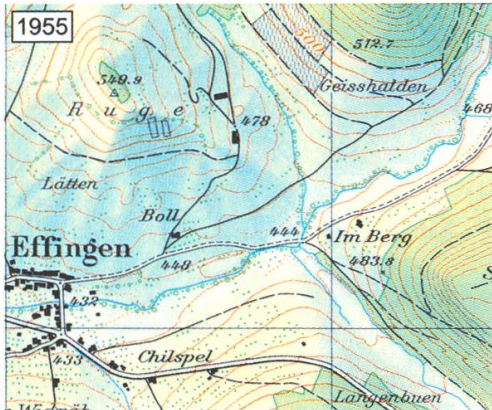 1955
512.7
500
549.9
Geisshalden
Ruge
468
478
Lätten
Boll
444
Im Berg
Effingen
448
483.8
432
433
Chilspel
Langenbuen